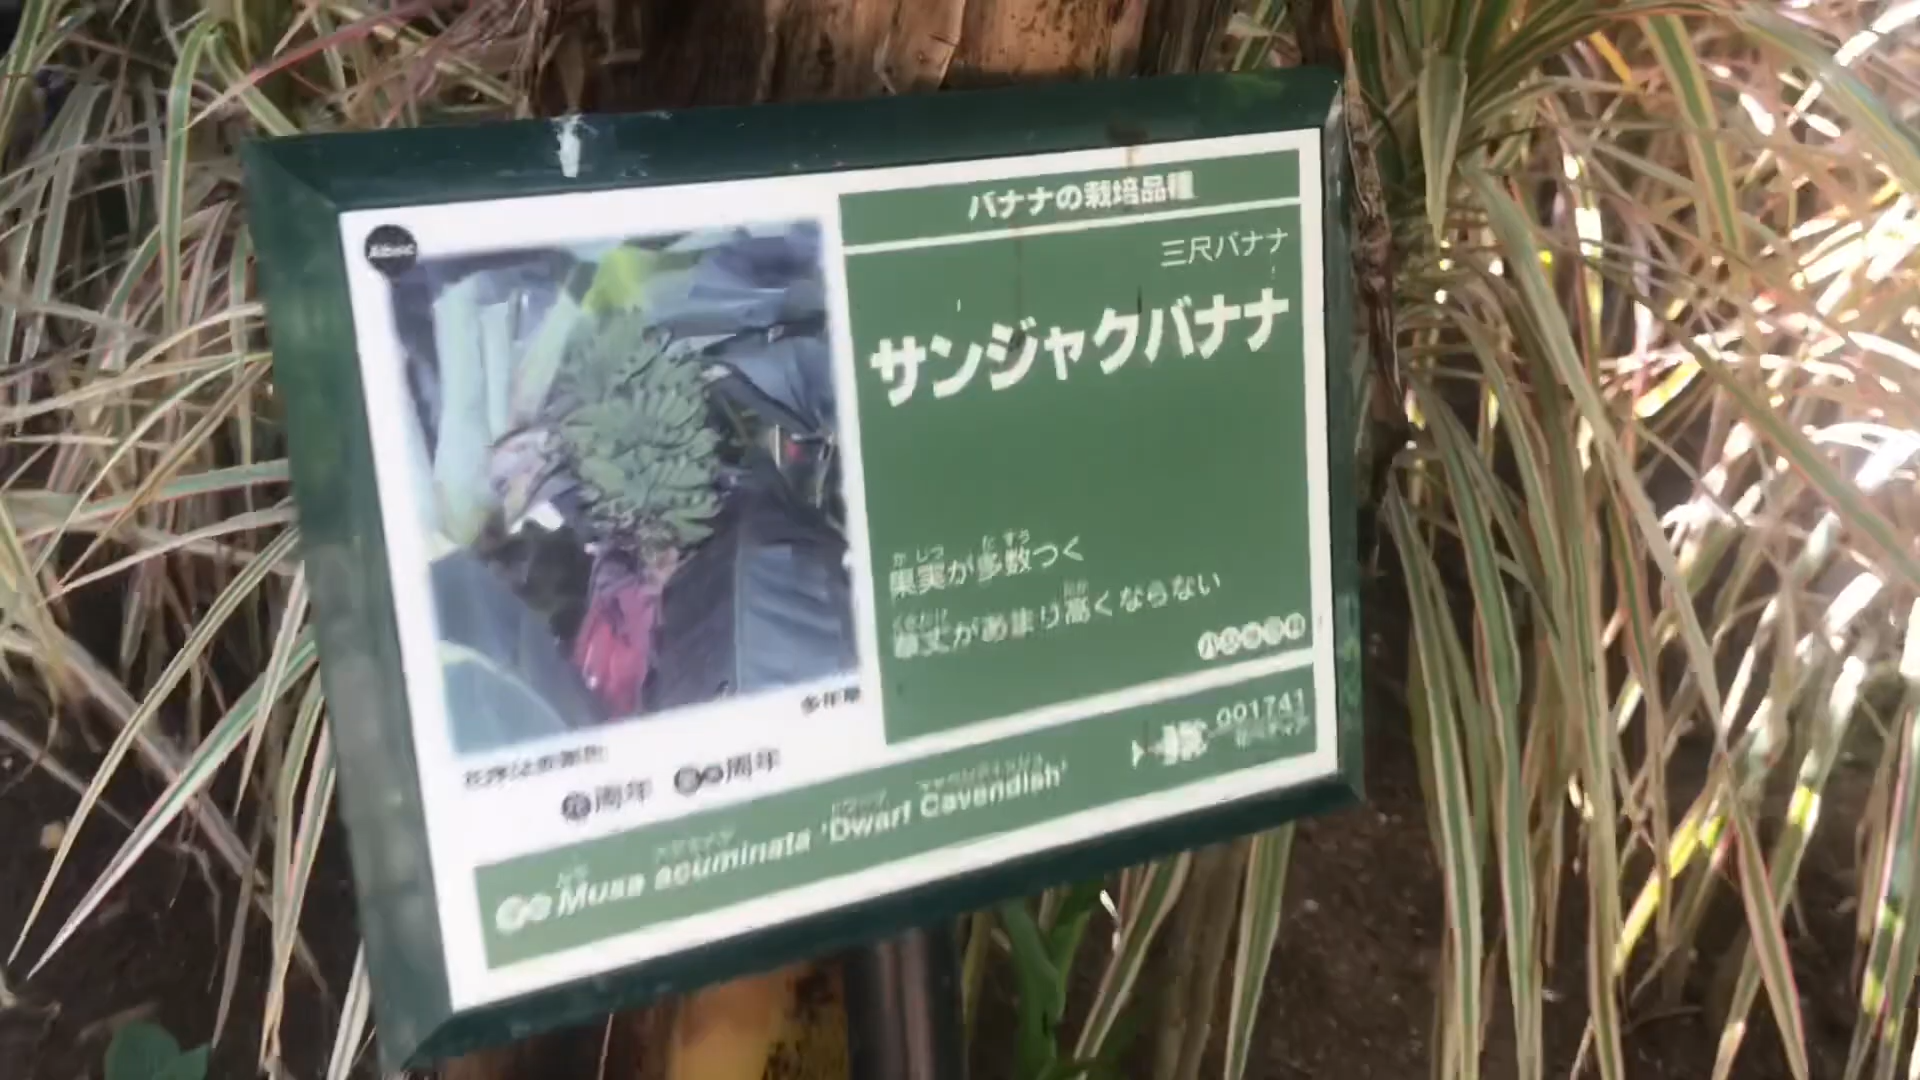 バナナの栽培品種
三尺バナナ
サンジャクバナナ
果実が多数つく
草丈があまり高くならない
多年草
周年 周年
Musa acuminata 'Dwarf Cavendish'
001741